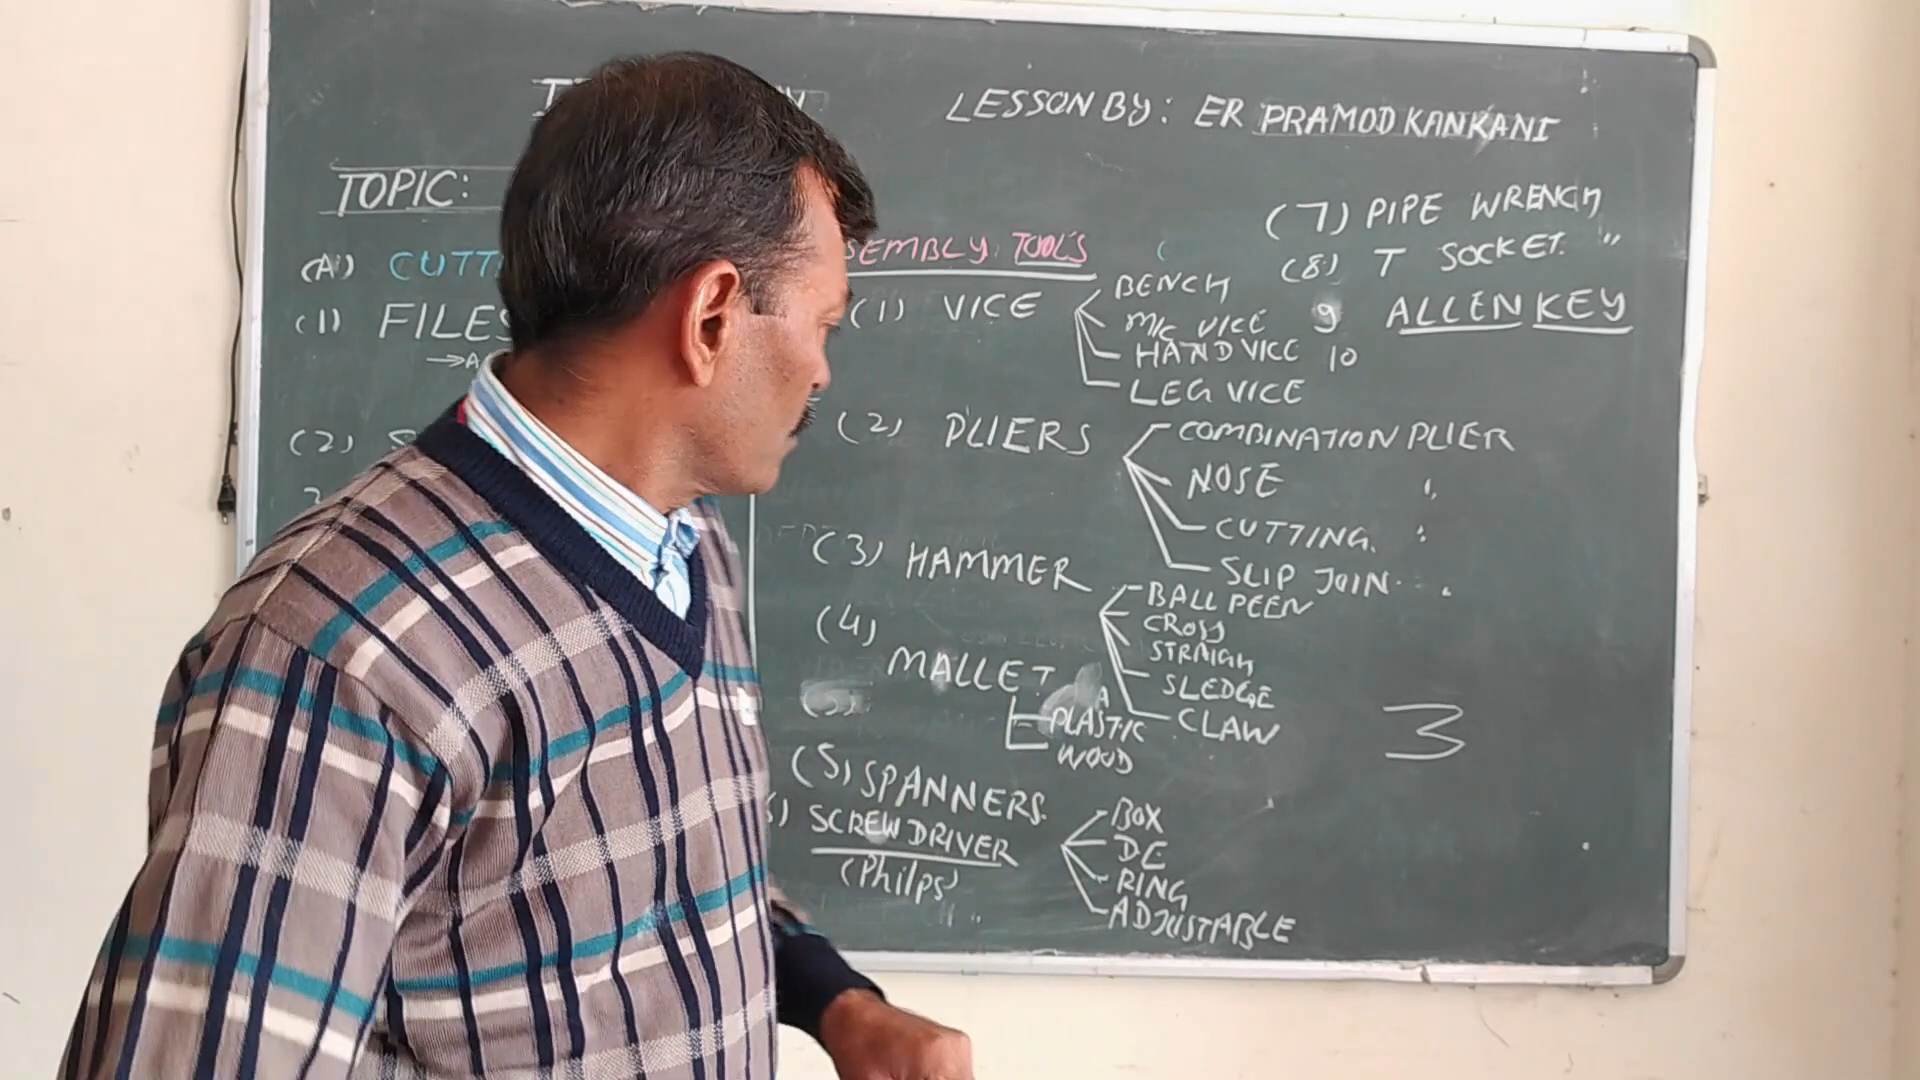 LESSON BY: ER PRAMOD KANKANI
TOPIC:
(A) CUTT
(1) FILES
(2) S
3
SEMBLY TOOL'S
(1) VICE
BENCH
M/C VICE
HAND VICE
LEG VICE
(2) PLIERS
COMBINATION PLIER
NOSE "
CUTTING. "
SLIP JOIN "
(3) HAMMER
BALL PEEN
CROSS
STRAIGH
SLEDGE
CLAW
(4) MALLET
PLASTIC
WOOD
(5) SPANNERS.
BOX
DE
RING
ADJUSTABLE
6) SCREW DRIVER
(Philps)
(7) PIPE WRENCH
(8) T SOCKET. "
9 ALLEN KEY
10
3